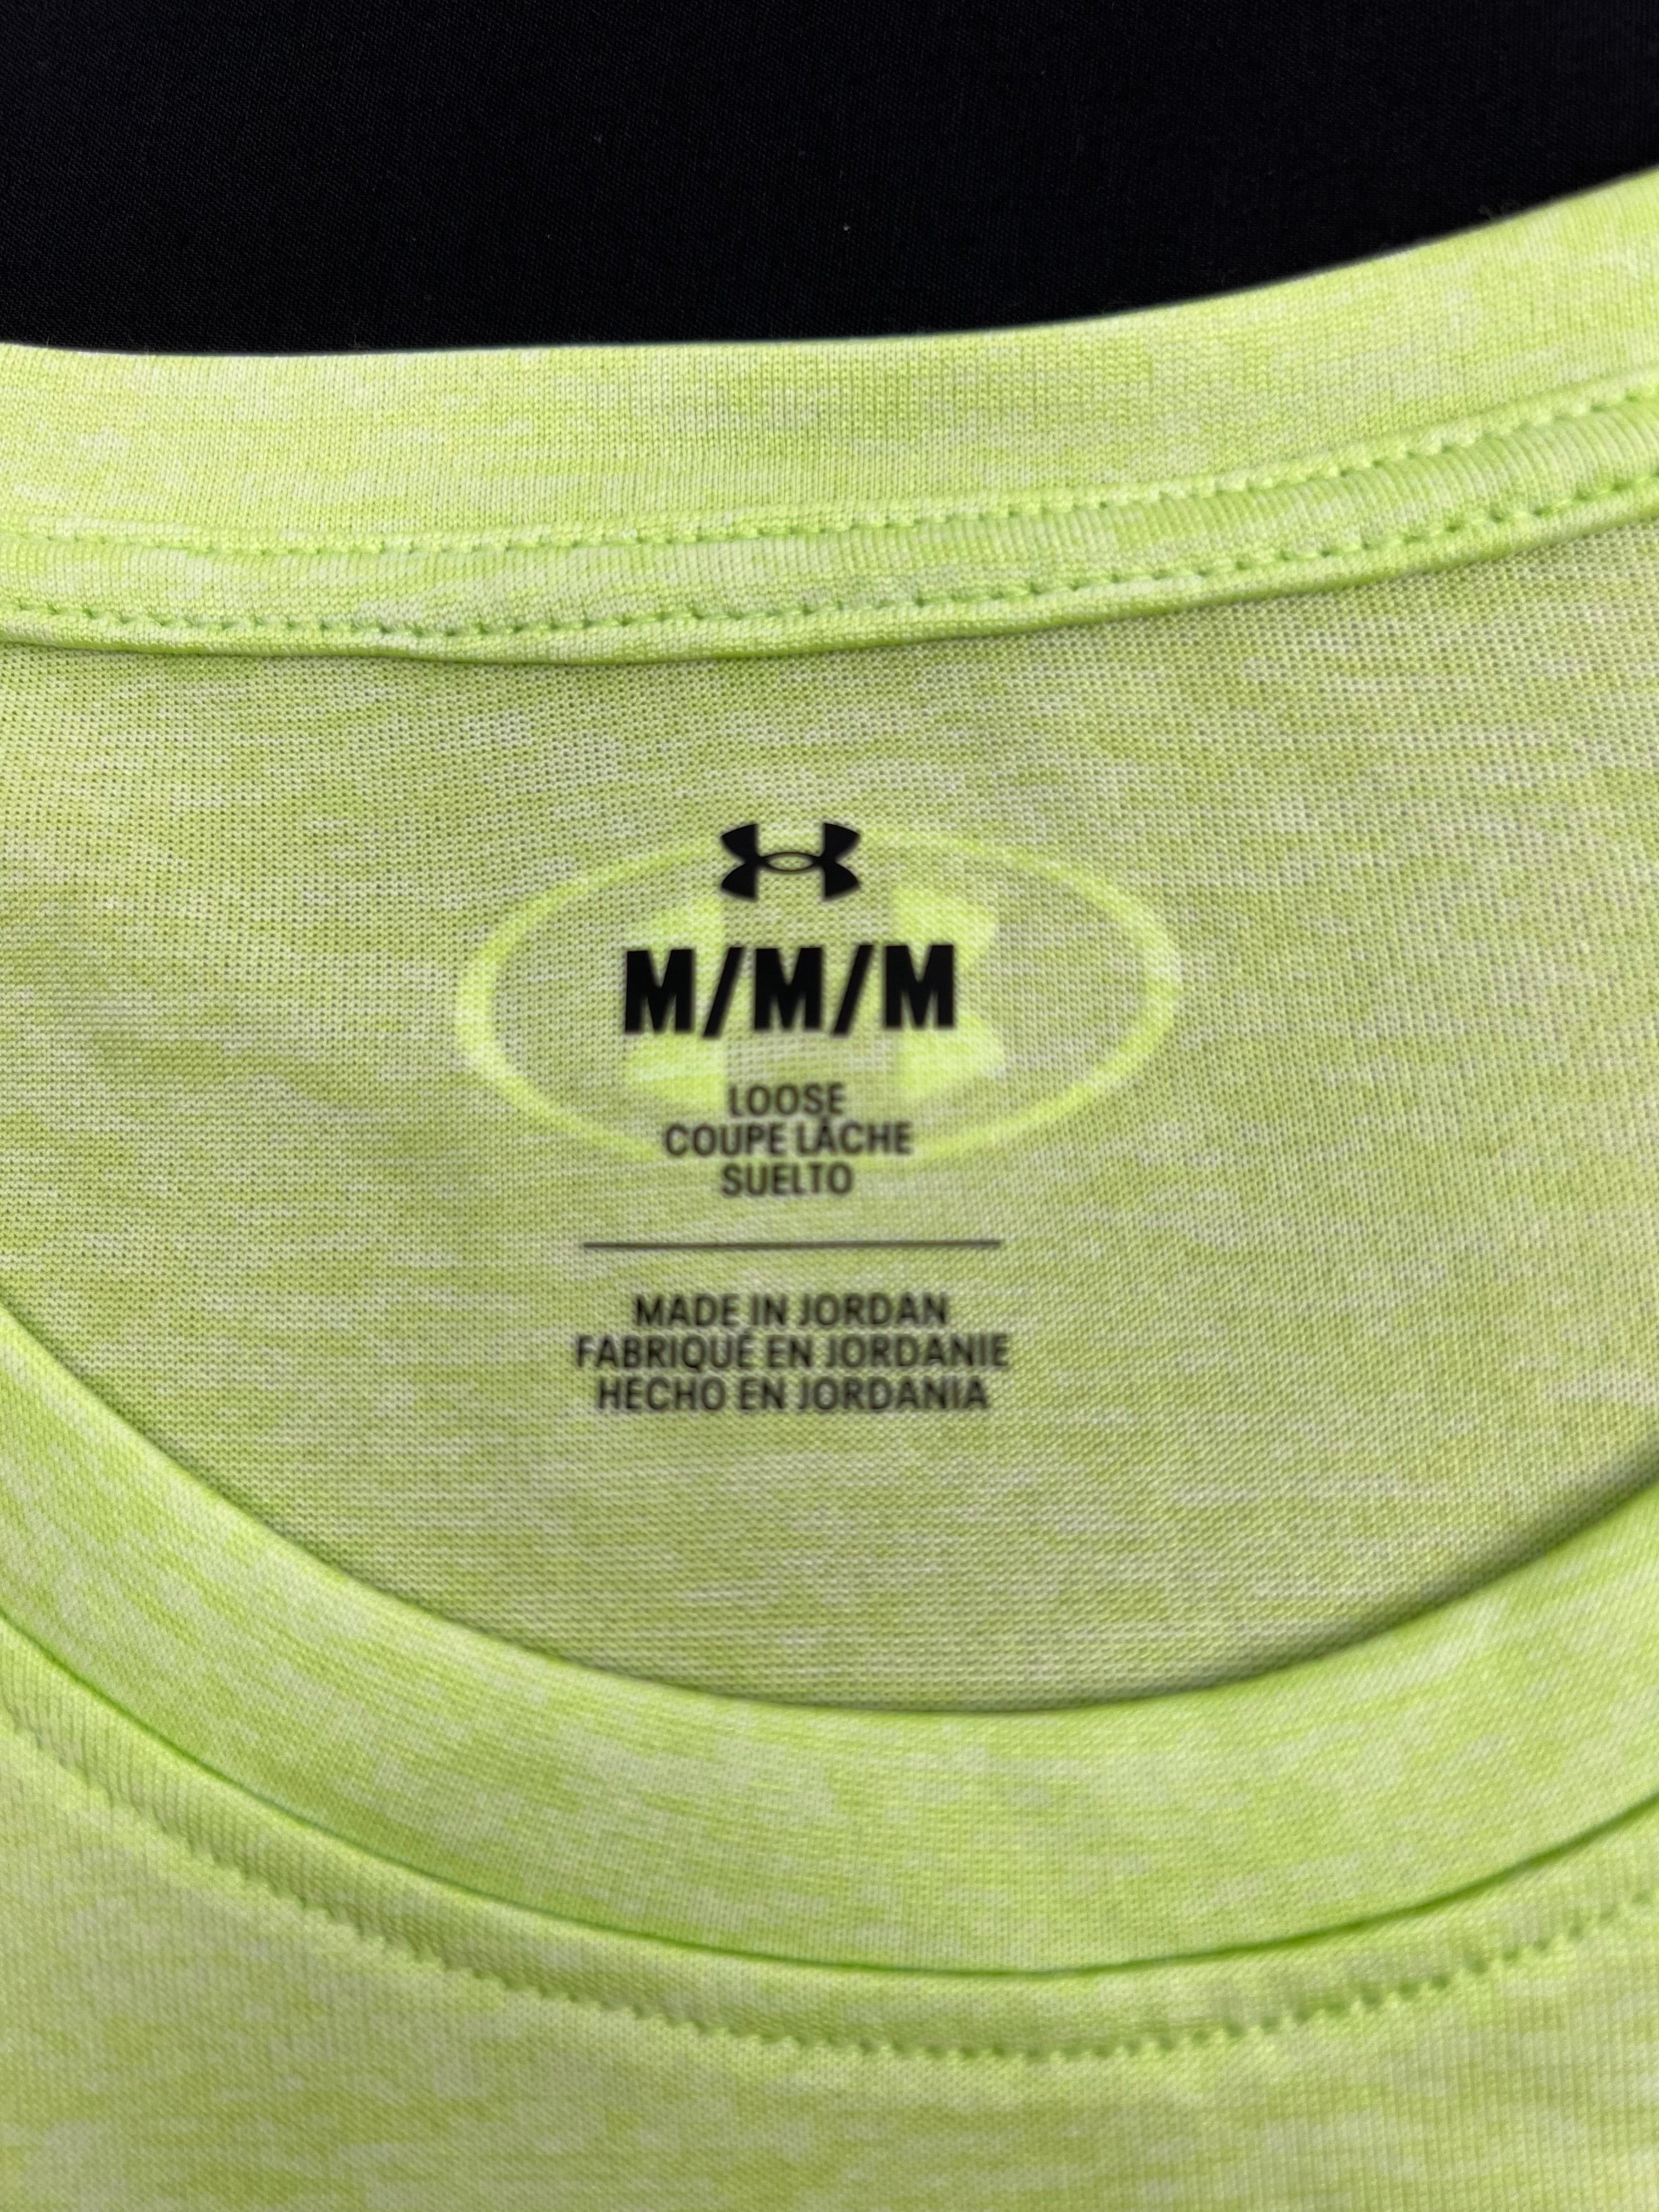 M/M/M
LOOSE
COUPE LÂCHE
SUELTO
MADE IN JORDAN
FABRIQUÉ EN JORDANIE
HECHO EN JORDANIA